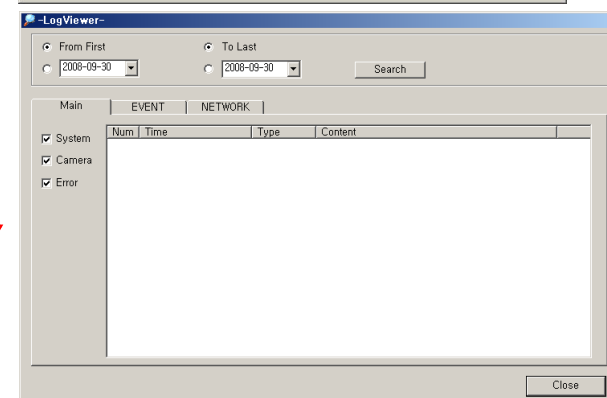 -LogViewer-
From First To Last
2008-09-30 2008-09-30 Search
Main EVENT NETWORK
System Num Time Type Content
Camera
Error
Close